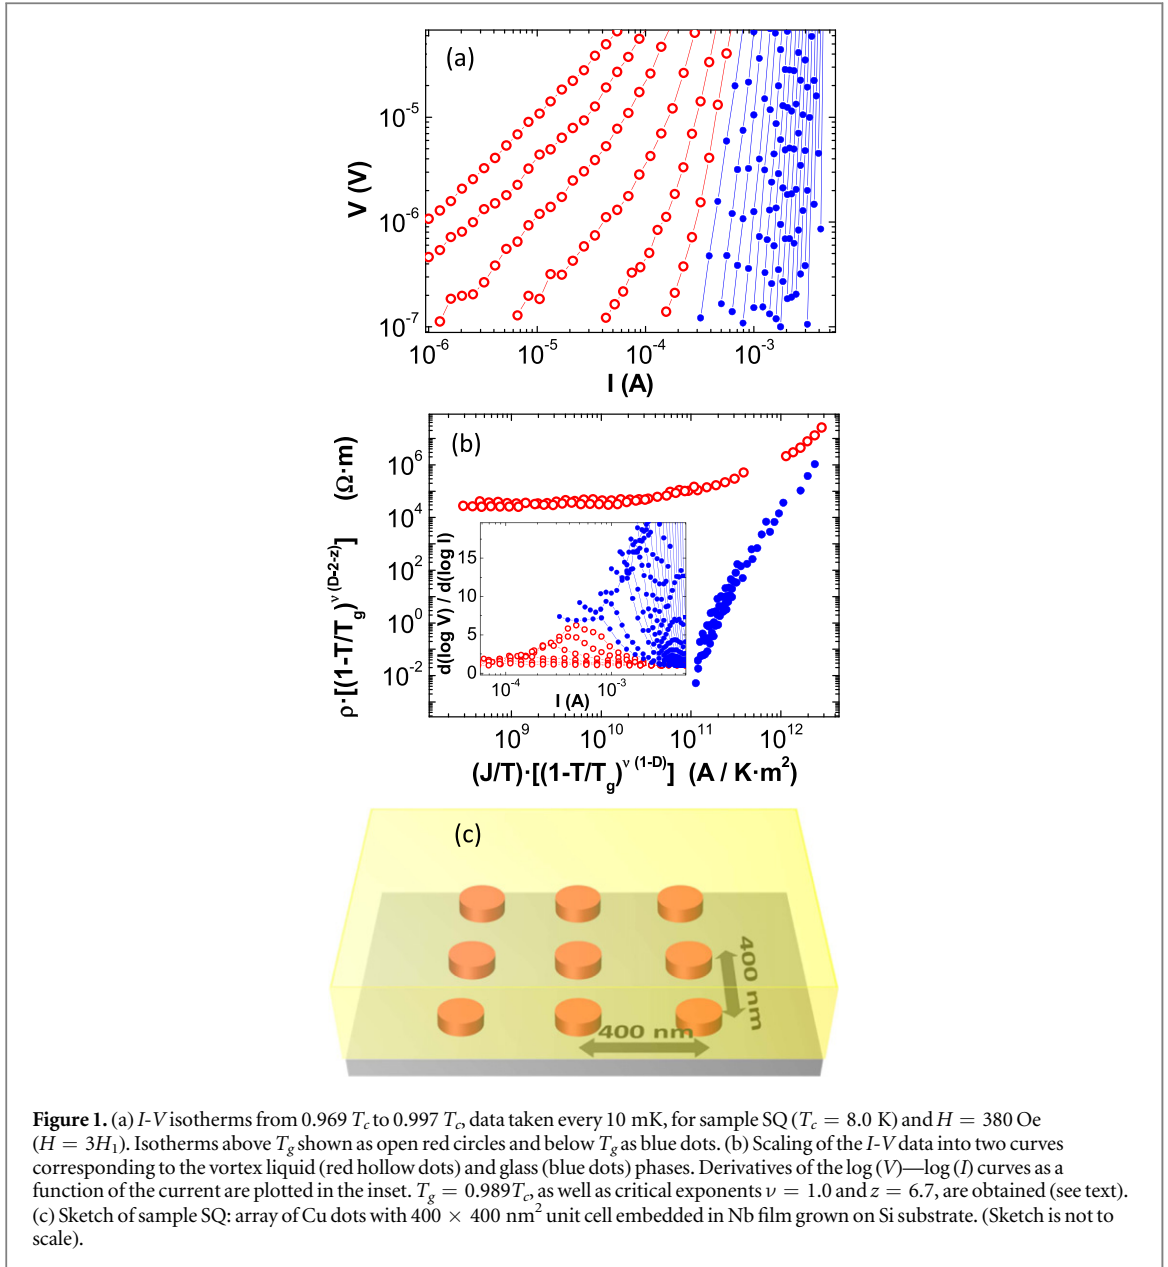 (a)
10^-5
10^-6
10^-7
V (V)
10^-6 10^-5 10^-4 10^-3
I (A)
(b)
10^6
10^4
10^2
10^0
10^-2
ρ·[(1-T/T_g)^ν (D-2-z)] (Ω·m)
15
10
5
0
d(log V) / d(log I)
10^-4 10^-3
I (A)
10^9 10^10 10^11 10^12
(J/T)·[(1-T/T_g)^ν (1-D)] (A / K·m^2)
(c)
400 nm
400 nm
Figure 1. (a) I-V isotherms from 0.969 T_c to 0.997 T_c, data taken every 10 mK, for sample SQ (T_c = 8.0 K) and H = 380 Oe
(H = 3H_1). Isotherms above T_g shown as open red circles and below T_g as blue dots. (b) Scaling of the I-V data into two curves
corresponding to the vortex liquid (red hollow dots) and glass (blue dots) phases. Derivatives of the log (V)—log (I) curves as a
function of the current are plotted in the inset. T_g = 0.989T_c, as well as critical exponents ν = 1.0 and z = 6.7, are obtained (see text).
(c) Sketch of sample SQ: array of Cu dots with 400 × 400 nm^2 unit cell embedded in Nb film grown on Si substrate. (Sketch is not to
scale).